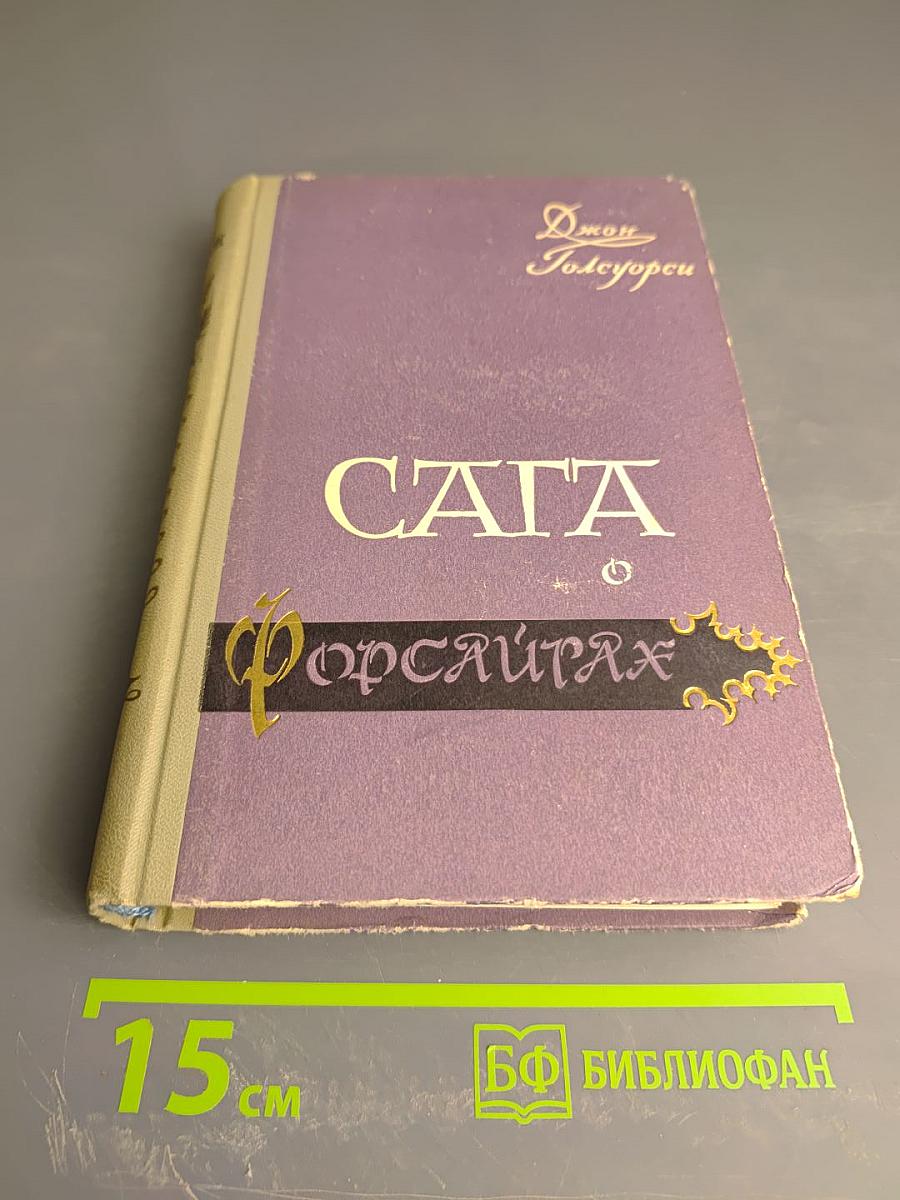 Джон
Голсуорси
САГА
о
Форсайтах
15 см
БФ БИБЛИОФАН